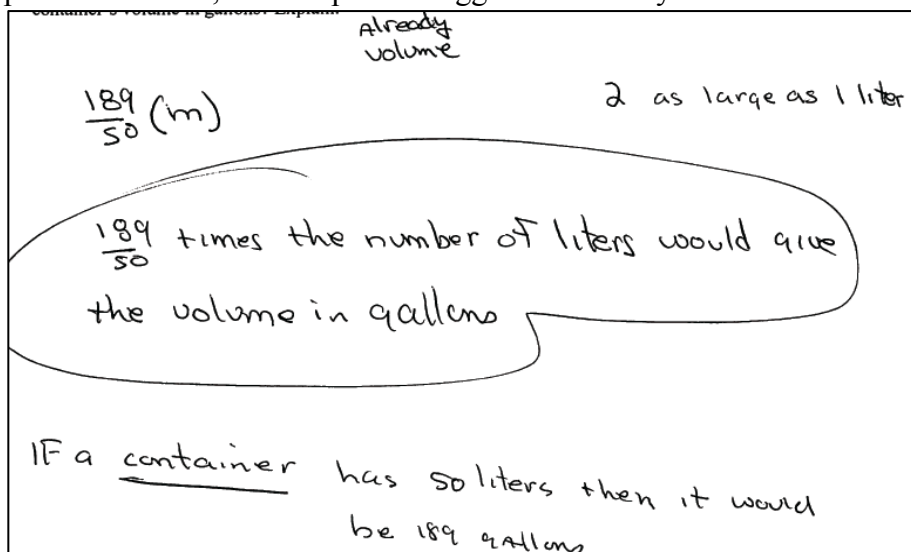 Already
volume
189/50 (m)
2 as large as 1 liter
189/50 times the number of liters would give
the volume in gallons
IF a container has 50 liters then it would
be 189 gallons